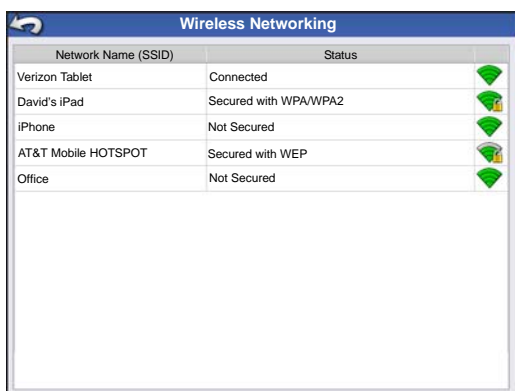 Wireless Networking
Network Name (SSID) Status
Verizon Tablet Connected
David's iPad Secured with WPA/WPA2
iPhone Not Secured
AT&T Mobile HOTSPOT Secured with WEP
Office Not Secured